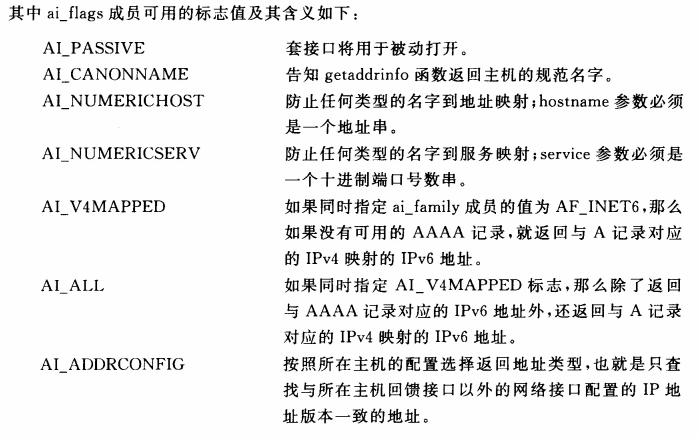 其中 ai_flags 成员可用的标志值及其含义如下：
AI_PASSIVE 套接口将用于被动打开。
AI_CANONNAME 告知 getaddrinfo 函数返回主机的规范名字。
AI_NUMERICHOST 防止任何类型的名字到地址映射；hostname 参数必须
是一个地址串。
AI_NUMERICSERV 防止任何类型的名字到服务映射；service 参数必须是
一个十进制端口号数串。
AI_V4MAPPED 如果同时指定 ai_family 成员的值为 AF_INET6，那么
如果没有可用的 AAAA 记录，就返回与 A 记录对应
的 IPv4 映射的 IPv6 地址。
AI_ALL 如果同时指定 AI_V4MAPPED 标志，那么除了返回
与 AAAA 记录对应的 IPv6 地址外，还返回与 A 记录
对应的 IPv4 映射的 IPv6 地址。
AI_ADDRCONFIG 按照所在主机的配置选择返回地址类型，也就是只查
找与所在主机回馈接口以外的网络接口配置的 IP 地
址版本一致的地址。